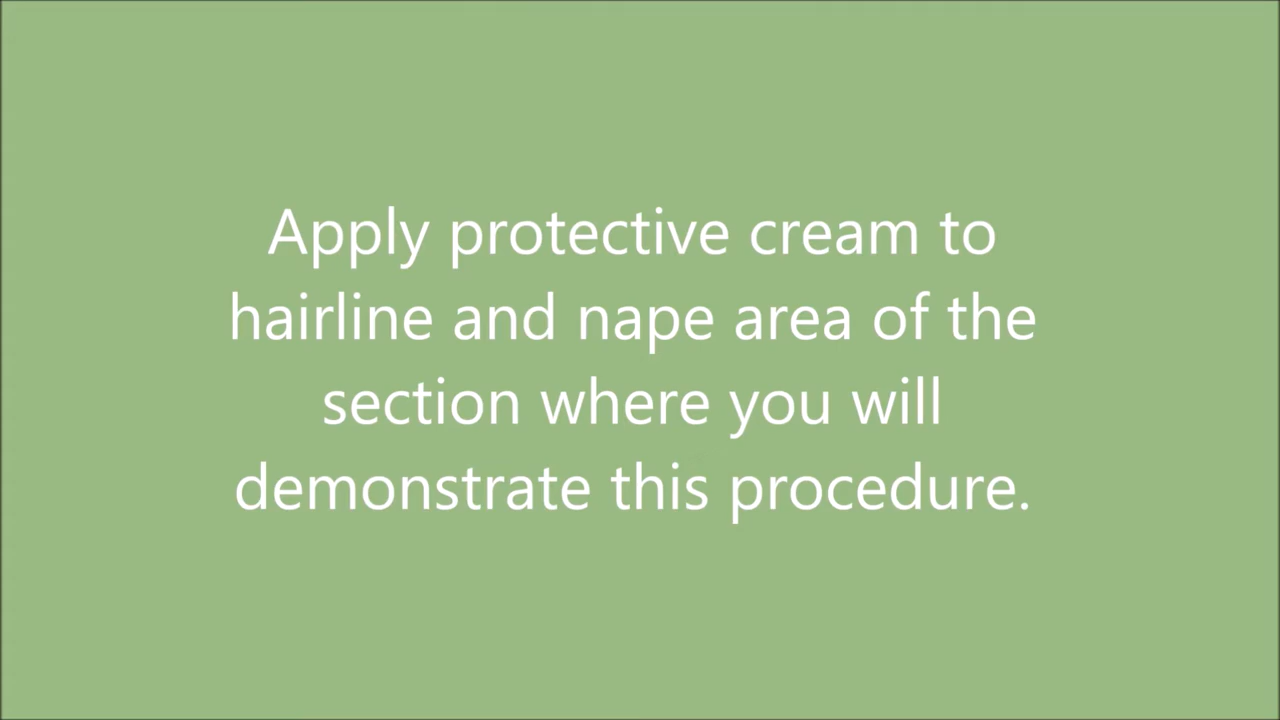 Apply protective cream to
hairline and nape area of the
section where you will
demonstrate this procedure.